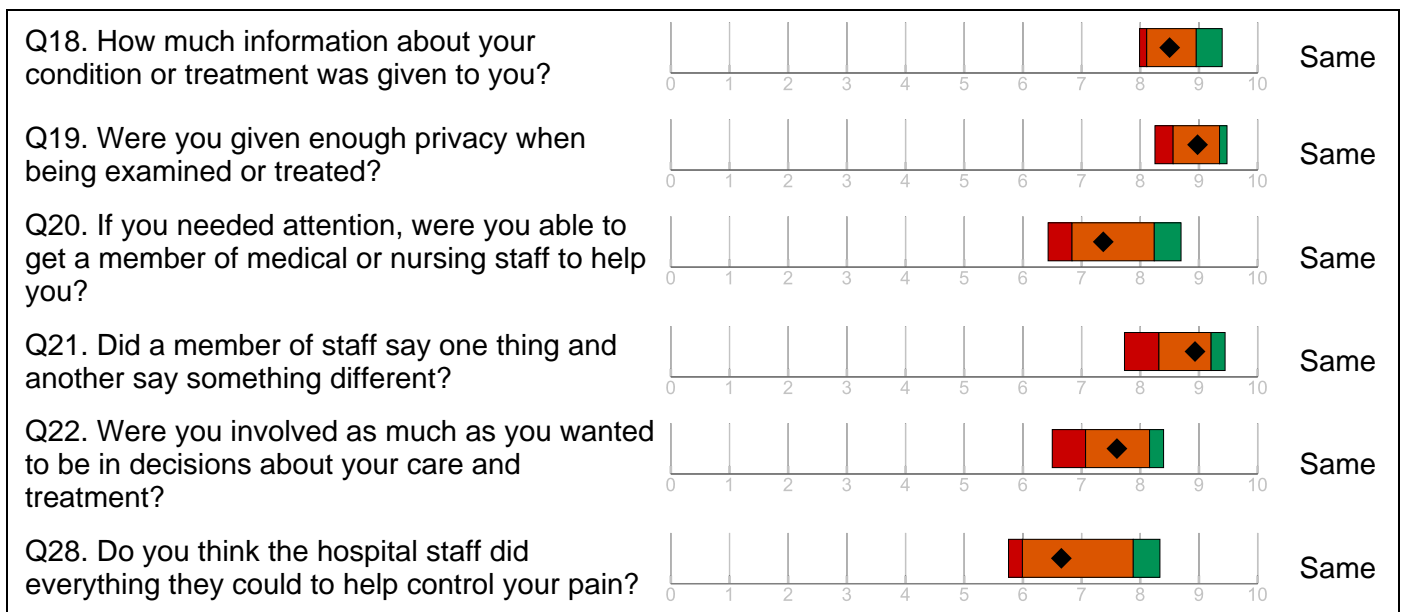 Q18. How much information about your
condition or treatment was given to you?
0 1 2 3 4 5 6 7 8 9 10
Same
Q19. Were you given enough privacy when
being examined or treated?
0 1 2 3 4 5 6 7 8 9 10
Same
Q20. If you needed attention, were you able to
get a member of medical or nursing staff to help
you?
0 1 2 3 4 5 6 7 8 9 10
Same
Q21. Did a member of staff say one thing and
another say something different?
0 1 2 3 4 5 6 7 8 9 10
Same
Q22. Were you involved as much as you wanted
to be in decisions about your care and
treatment?
0 1 2 3 4 5 6 7 8 9 10
Same
Q28. Do you think the hospital staff did
everything they could to help control your pain?
0 1 2 3 4 5 6 7 8 9 10
Same